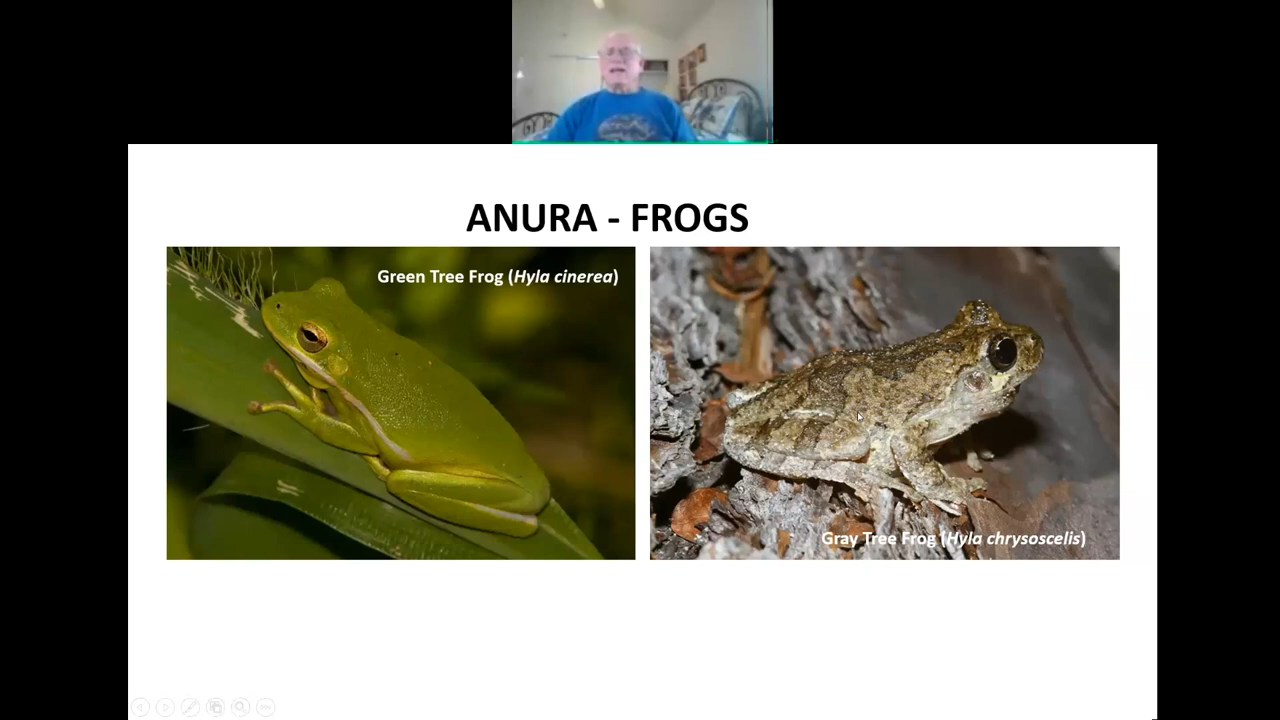 ANURA - FROGS
Green Tree Frog (Hyla cinerea)
Gray Tree Frog (Hyla chrysoscelis)